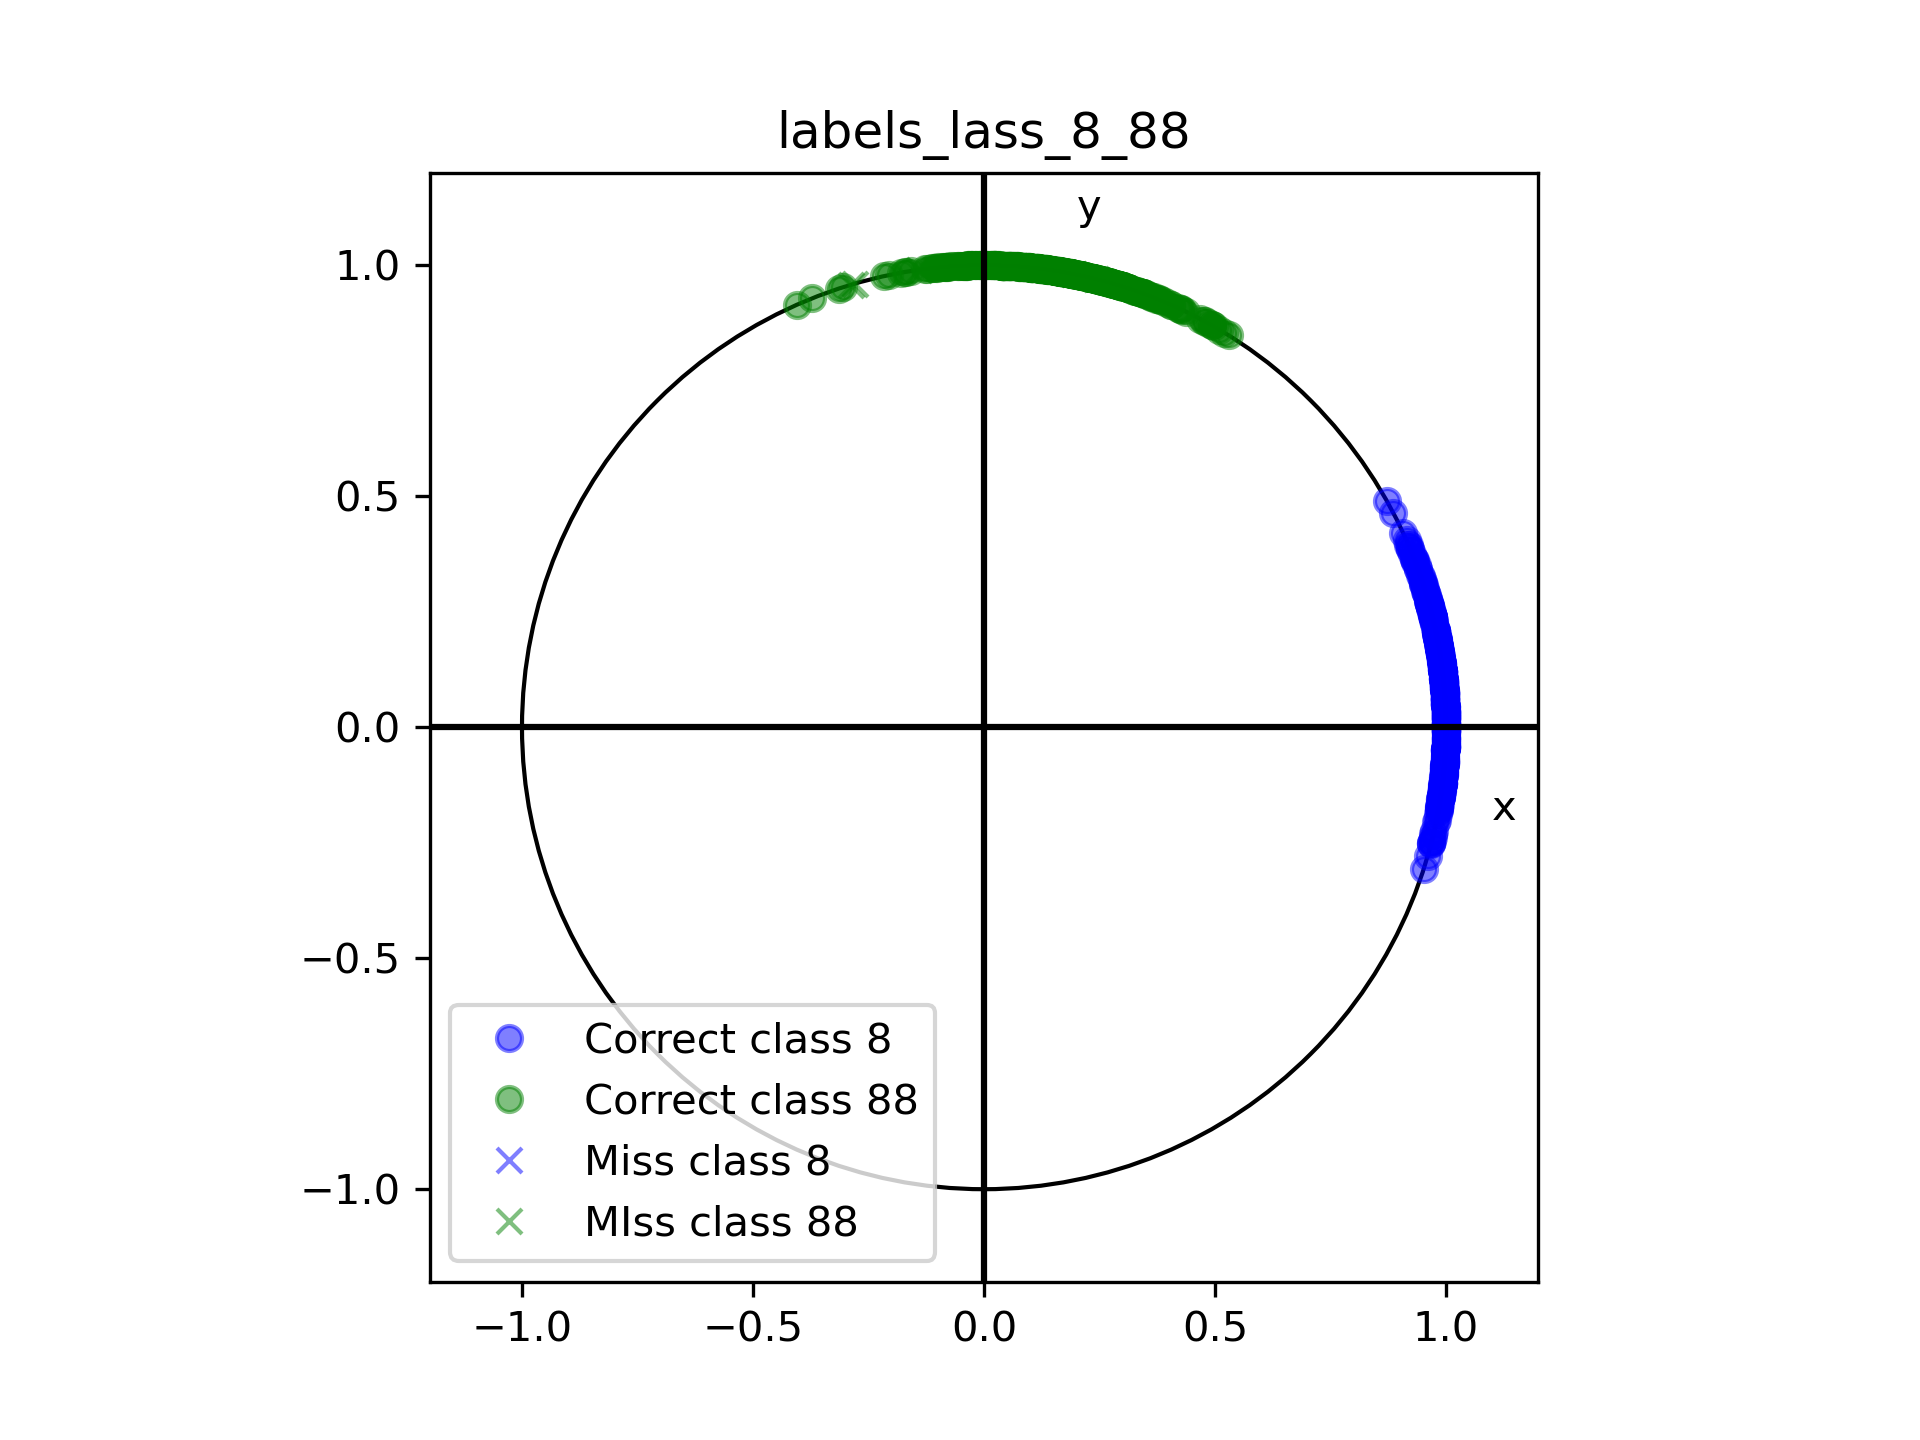 labels_lass_8_88
y
1.0
0.5
0.0
x
−0.5
−1.0
Correct class 8
Correct class 88
Miss class 8
MIss class 88
−1.0 −0.5 0.0 0.5 1.0